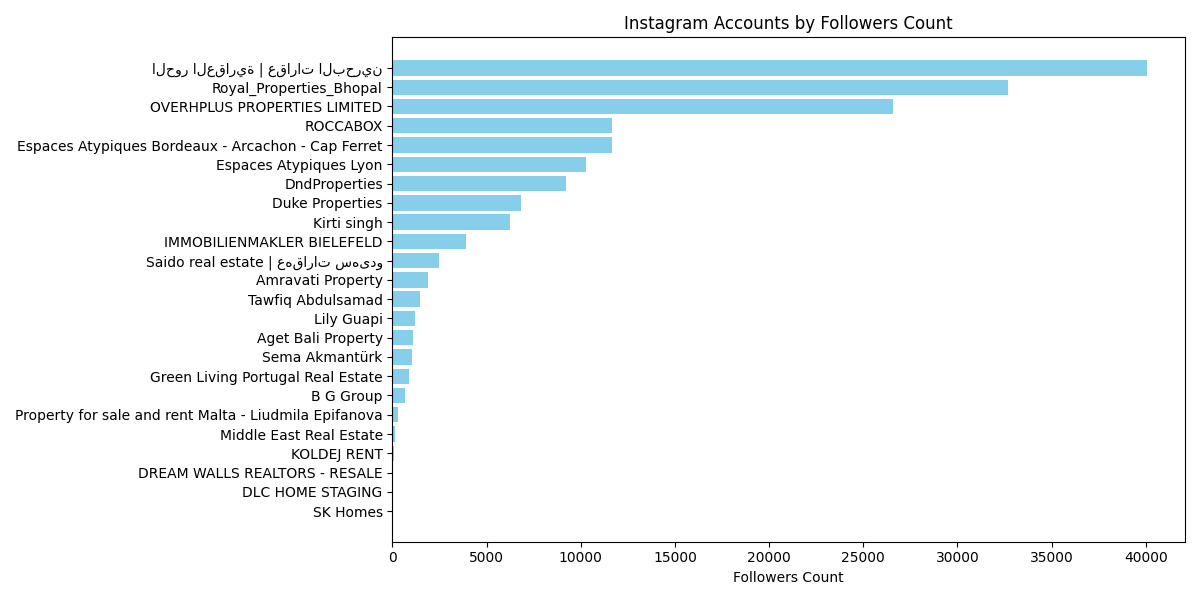 Instagram Accounts by Followers Count
الحور العقارية | عقارات البحرين
Royal_Properties_Bhopal
OVERHPLUS PROPERTIES LIMITED
ROCCABOX
Espaces Atypiques Bordeaux - Arcachon - Cap Ferret
Espaces Atypiques Lyon
DndProperties
Duke Properties
Kirti singh
IMMOBILIENMAKLER BIELEFELD
Saido real estate | عەقارات سەیدو
Amravati Property
Tawfiq Abdulsamad
Lily Guapi
Aget Bali Property
Sema Akmantürk
Green Living Portugal Real Estate
B G Group
Property for sale and rent Malta - Liudmila Epifanova
Middle East Real Estate
KOLDEJ RENT
DREAM WALLS REALTORS - RESALE
DLC HOME STAGING
SK Homes
0 5000 10000 15000 20000 25000 30000 35000 40000
Followers Count